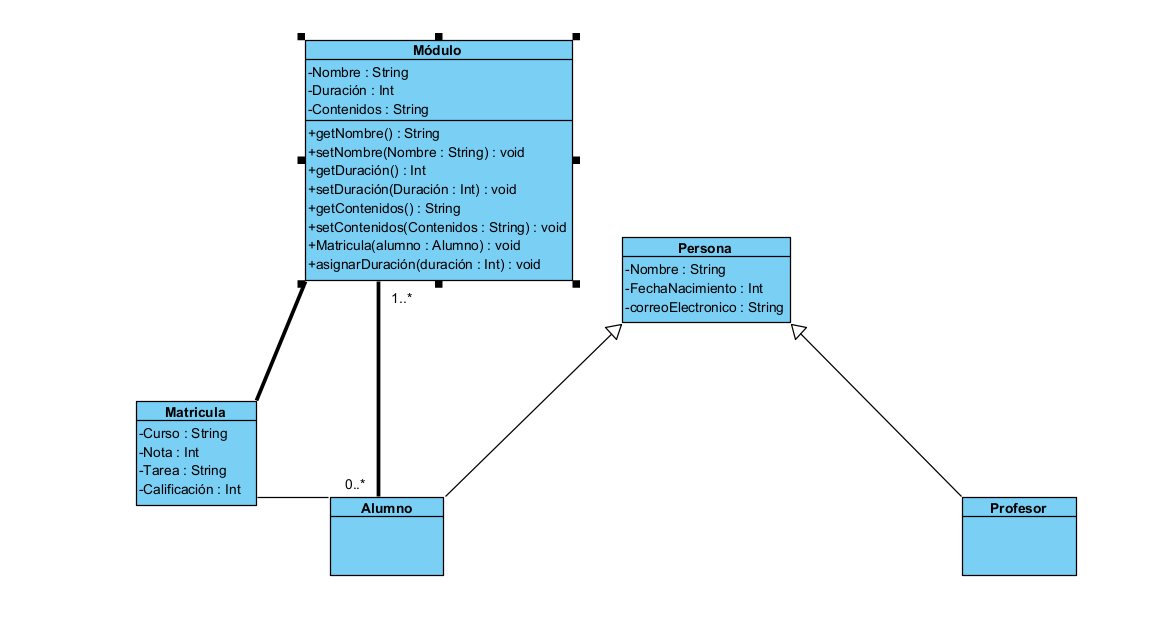 Módulo
-Nombre : String
-Duración : Int
-Contenidos : String
+getNombre() : String
+setNombre(Nombre : String) : void
+getDuración() : Int
+setDuración(Duración : Int) : void
+getContenidos() : String
+setContenidos(Contenidos : String) : void
+Matricula(alumno : Alumno) : void
+asignarDuración(duración : Int) : void
1..*
Persona
-Nombre : String
-FechaNacimiento : Int
-correoElectronico : String
Matricula
-Curso : String
-Nota : Int
-Tarea : String
-Calificación : Int
0..*
Alumno
Profesor